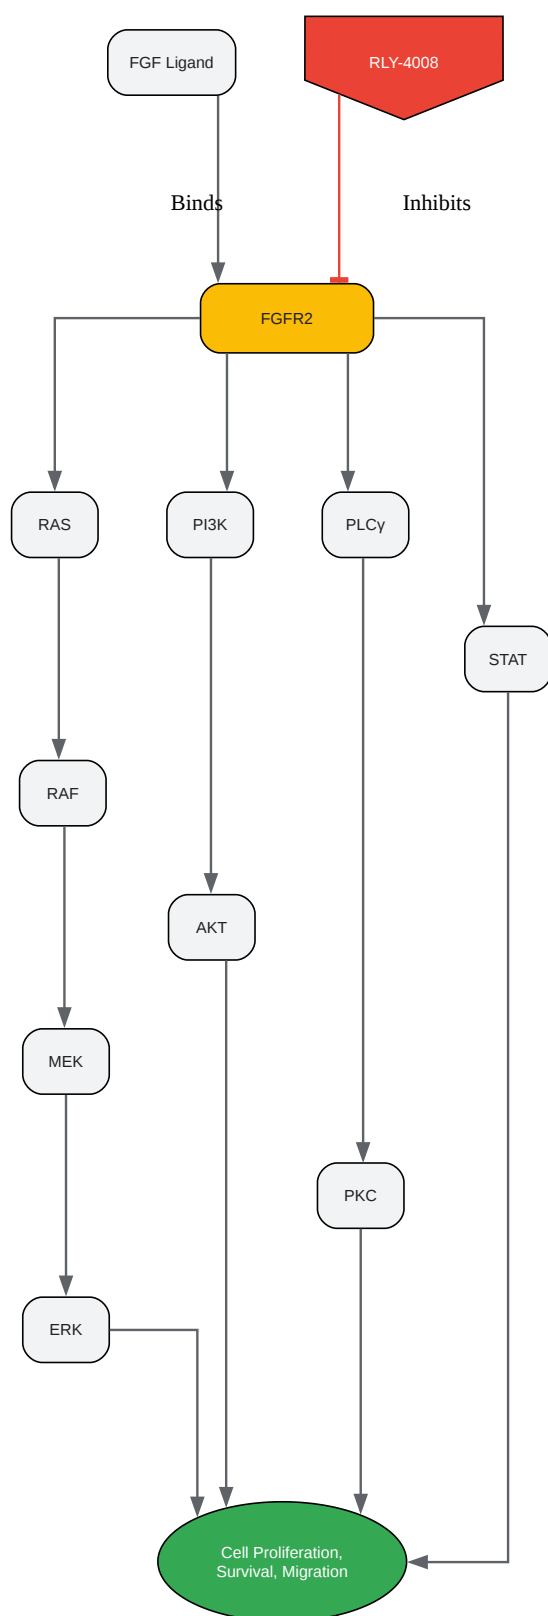 FGF Ligand
RLY-4008
Binds
Inhibits
FGFR2
RAS
PI3K
PLCγ
STAT
RAF
AKT
MEK
PKC
ERK
Cell Proliferation,
Survival, Migration